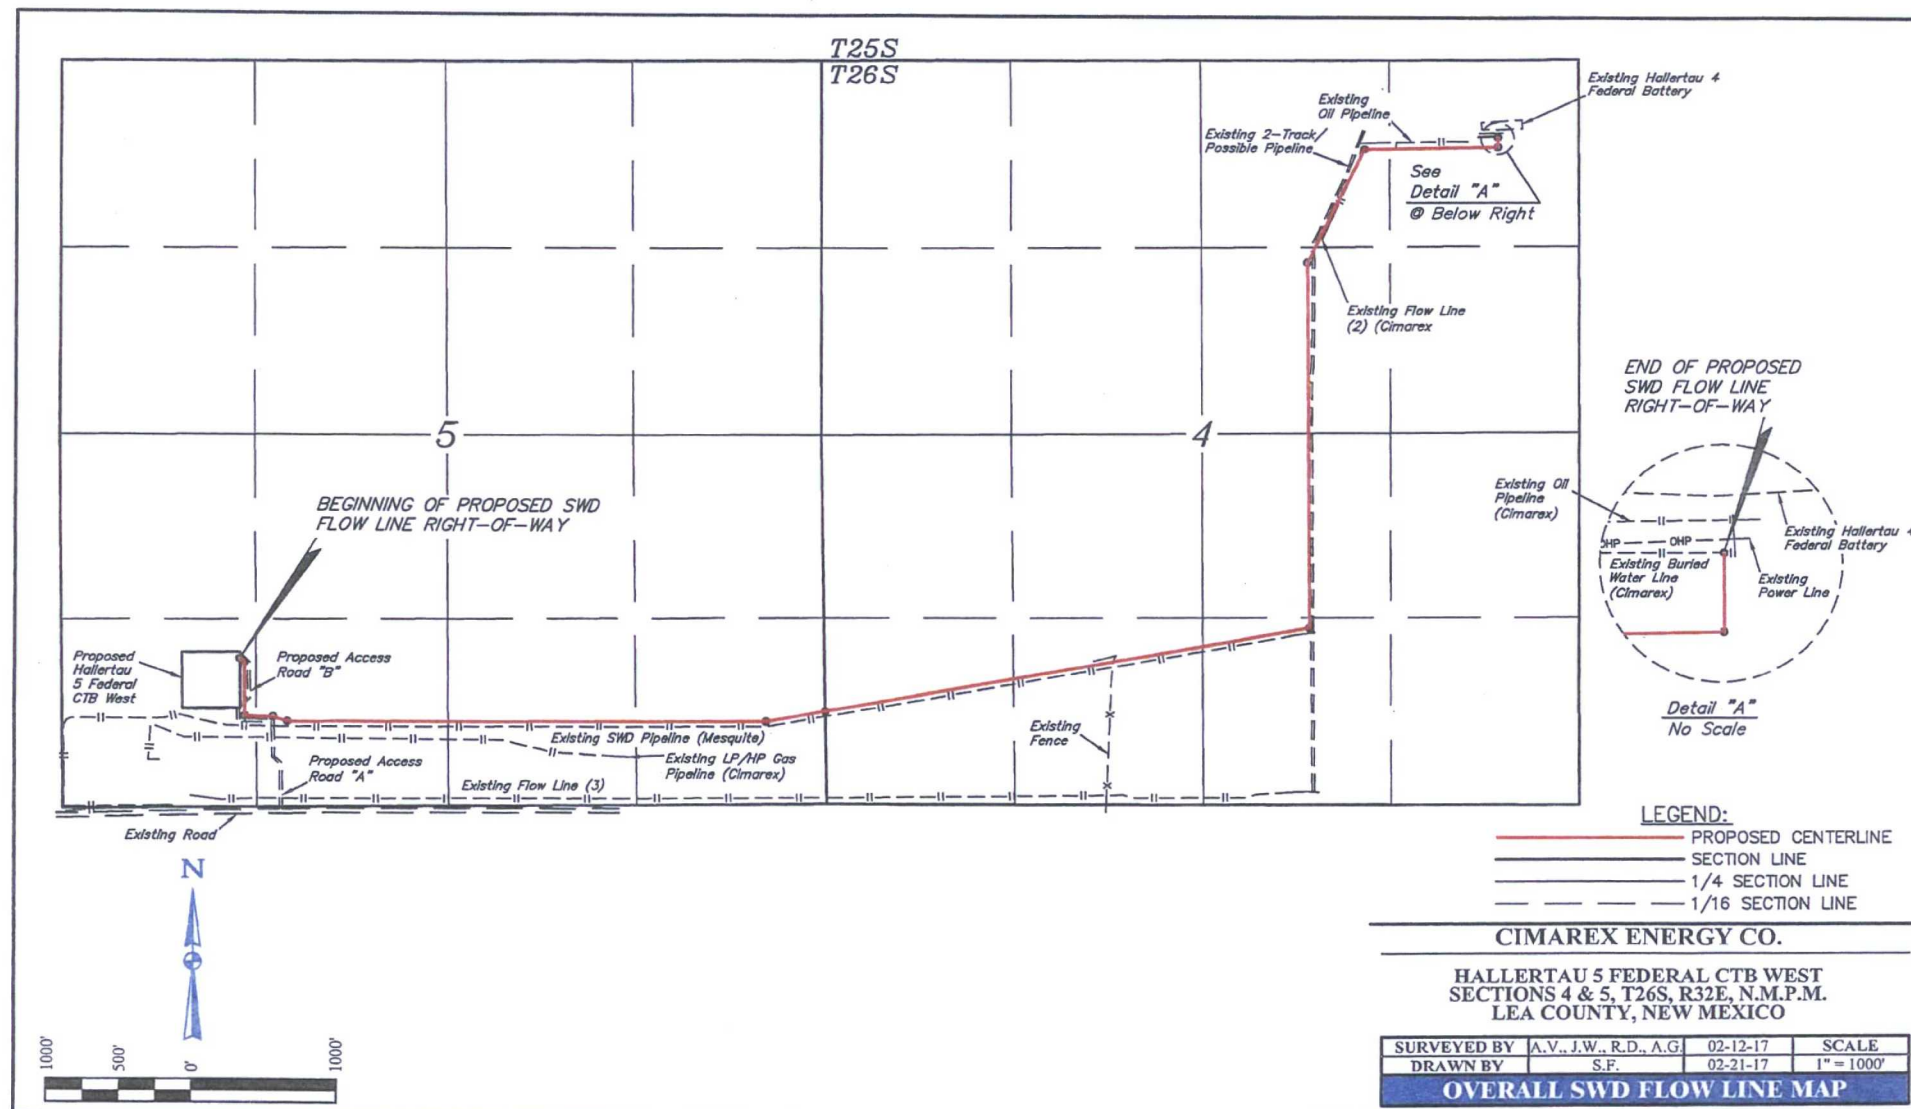 T25S
T26S
Existing Hallertau 4
Federal Battery
Existing
Oil Pipeline
Existing 2-Track/
Possible Pipeline
See
Detail "A"
@ Below Right
Existing Flow Line
(2) (Cimarex
END OF PROPOSED
SWD FLOW LINE
RIGHT-OF-WAY
5
4
BEGINNING OF PROPOSED SWD
FLOW LINE RIGHT-OF-WAY
Existing Oil
Pipeline
(Cimarex)
Existing Hallertau 4
Federal Battery
OHP
OHP
Existing Buried
Water Line
(Cimarex)
Existing
Power Line
Detail "A"
No Scale
Proposed
Hallertau
5 Federal
CTB West
Proposed Access
Road "B"
Existing SWD Pipeline (Mesquite)
Existing
Fence
Proposed Access
Road "A"
Existing LP/HP Gas
Pipeline (Cimarex)
Existing Flow Line (3)
Existing Road
N
1000'
500'
0'
1000'
LEGEND:
PROPOSED CENTERLINE
SECTION LINE
1/4 SECTION LINE
1/16 SECTION LINE
CIMAREX ENERGY CO.
HALLERTAU 5 FEDERAL CTB WEST
SECTIONS 4 & 5, T26S, R32E, N.M.P.M.
LEA COUNTY, NEW MEXICO
SURVEYED BY A.V., J.W., R.D., A.G. 02-12-17 SCALE
DRAWN BY S.F. 02-21-17 1" = 1000'
OVERALL SWD FLOW LINE MAP